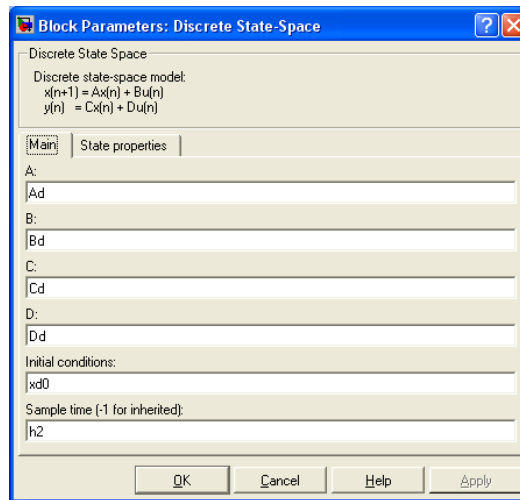 Block Parameters: Discrete State-Space
Discrete State Space
Discrete state-space model:
x(n+1) = Ax(n) + Bu(n)
y(n) = Cx(n) + Du(n)
Main State properties
A:
Ad
B:
Bd
C:
Cd
D:
Dd
Initial conditions:
xd0
Sample time (-1 for inherited):
h2
OK Cancel Help Apply